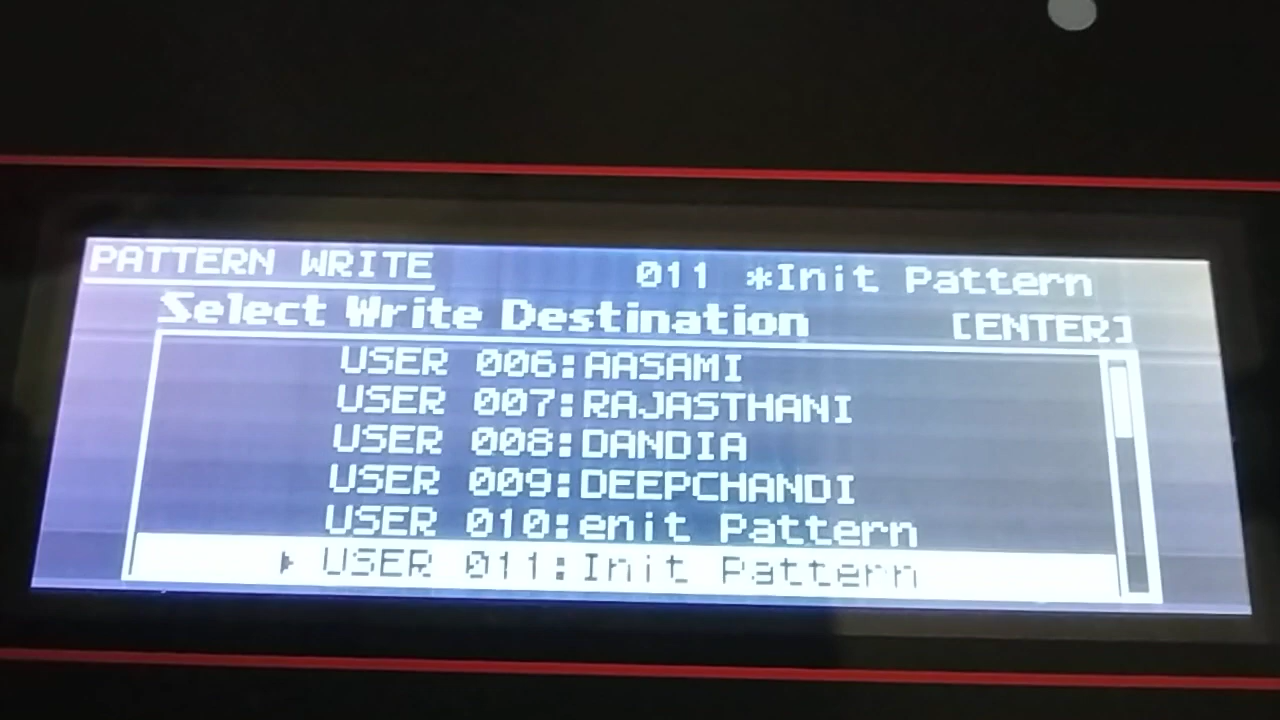 PATTERN WRITE 011 *Init Pattern
Select Write Destination [ENTER]
USER 006:AASAMI
USER 007:RAJASTHANI
USER 008:DANDIA
USER 009:DEEPCHANDI
USER 010:enit Pattern
USER 011:Init Pattern